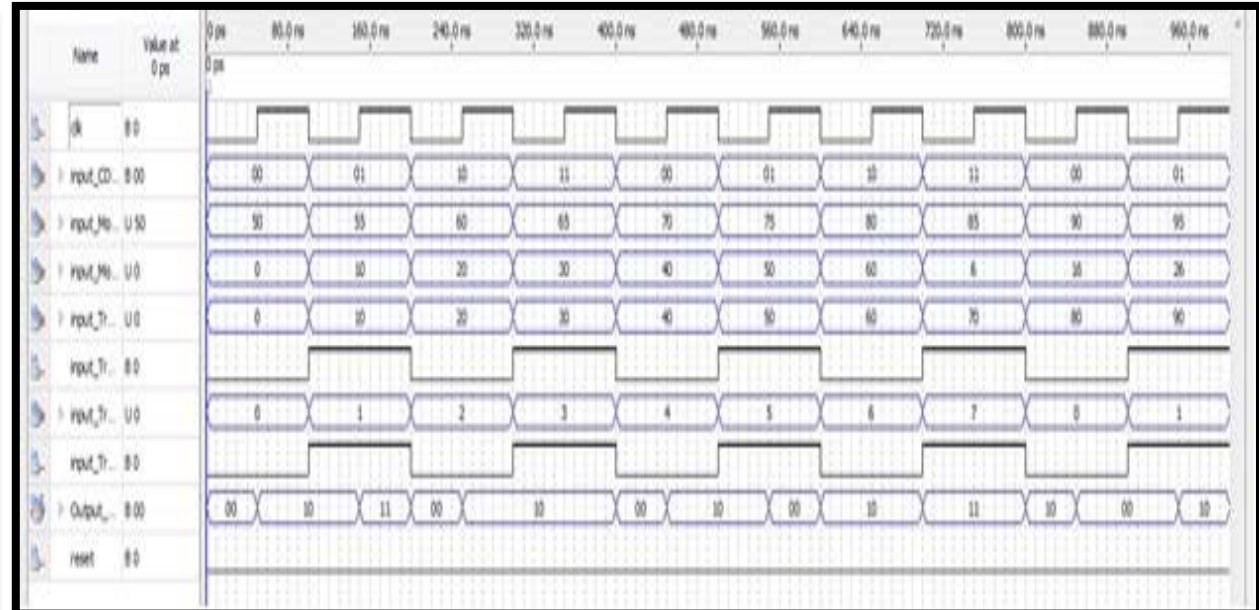 Name Value at 0 ps
0 ps 80.0 ns 160.0 ns 240.0 ns 320.0 ns 400.0 ns 480.0 ns 560.0 ns 640.0 ns 720.0 ns 800.0 ns 880.0 ns 960.0 ns
0 ps
clk B 0
input_CO... B 00 00 01 10 11 00 01 10 11 00 01
input_Mo... U 50 50 55 60 65 70 75 80 85 90 95
input_Mo... U 0 0 10 20 30 40 50 60 6 16 26
input_Tr... U 0 0 10 20 30 40 50 60 70 80 90
input_Tr... B 0
input_Tr... U 0 0 1 2 3 4 5 6 7 0 1
input_Tr... B 0
Output_... B 00 00 10 11 00 10 00 10 00 10 11 10 00 10
reset B 0